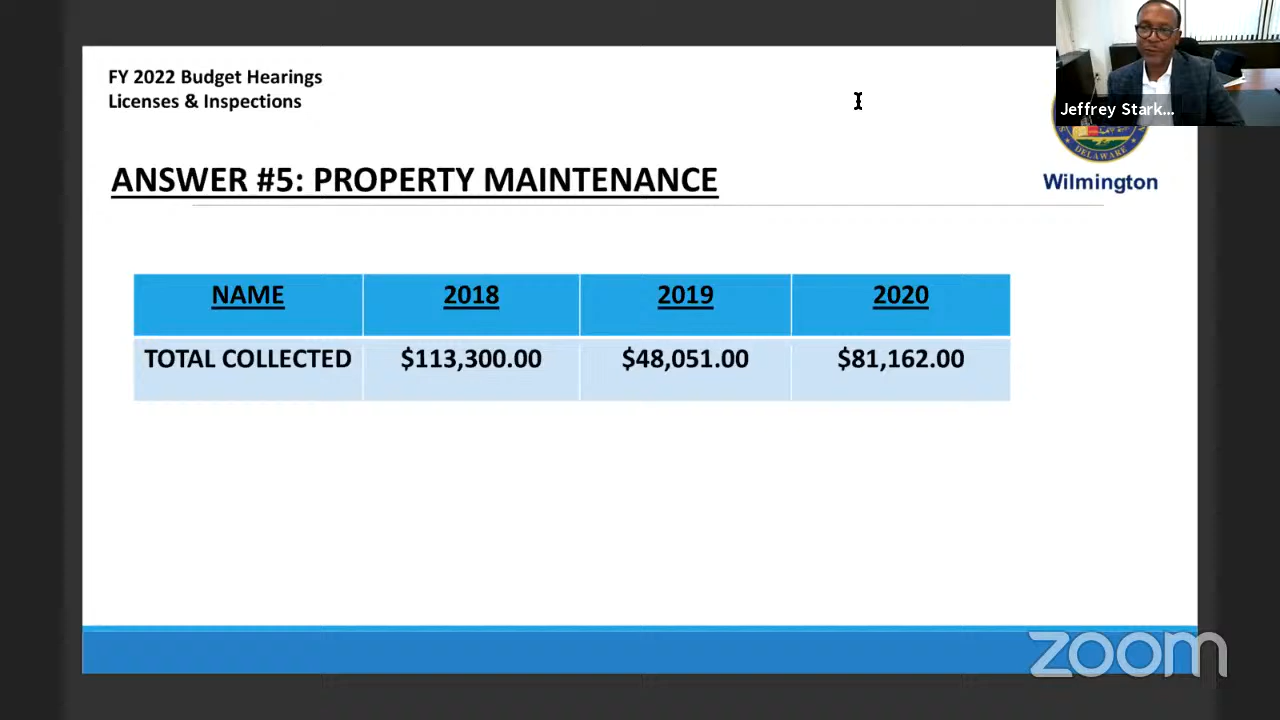 FY 2022 Budget Hearings
Licenses & Inspections
Jeffrey Stark...
ANSWER #5: PROPERTY MAINTENANCE
DELAWARE
Wilmington
NAME 2018 2019 2020
TOTAL COLLECTED $113,300.00 $48,051.00 $81,162.00
zoom